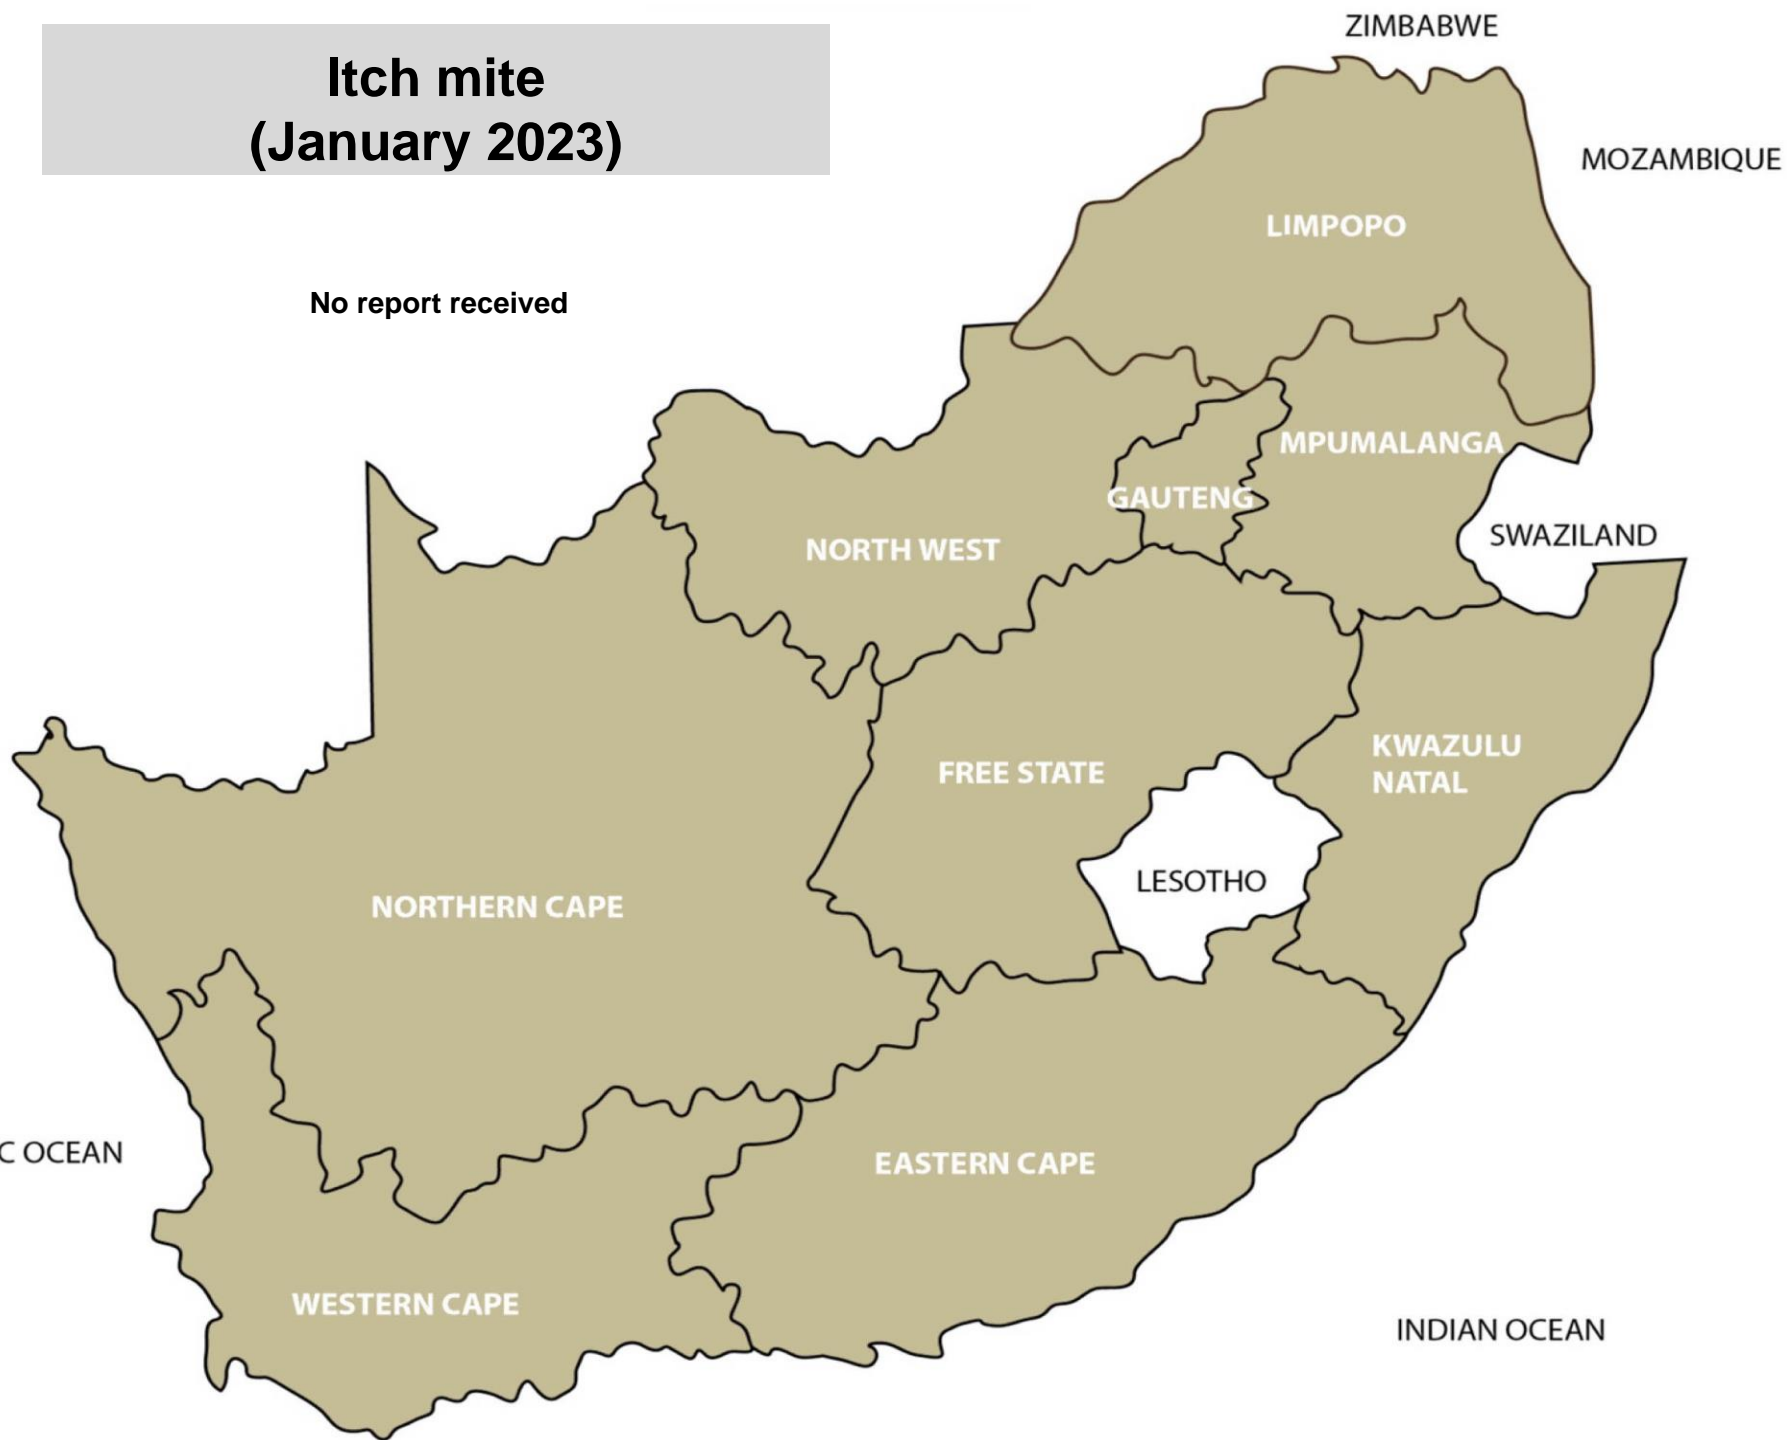 Itch mite
(January 2023)
ZIMBABWE
MOZAMBIQUE
LIMPOPO
No report received
MPUMALANGA
GAUTENG
SWAZILAND
NORTH WEST
KWAZULU
NATAL
FREE STATE
LESOTHO
NORTHERN CAPE
C OCEAN
EASTERN CAPE
WESTERN CAPE
INDIAN OCEAN